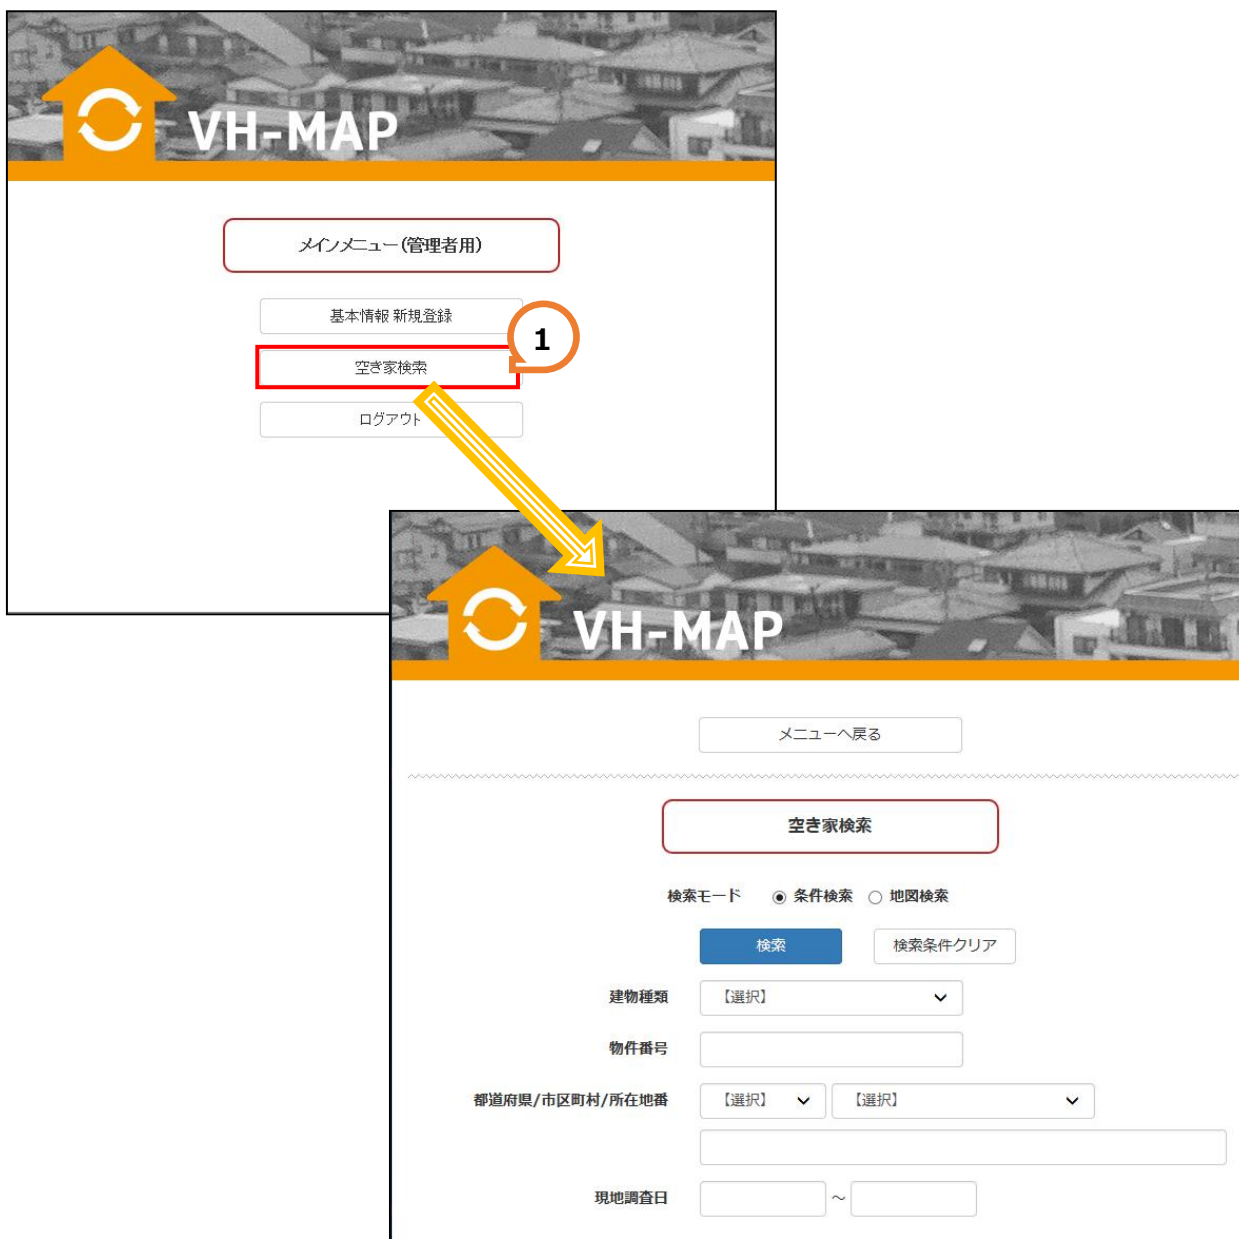 VH-MAP
メインメニュー(管理者用)
基本情報 新規登録
1
空き家検索
ログアウト
VH-MAP
メニューへ戻る
空き家検索
検索モード 条件検索 地図検索
検索 検索条件クリア
建物種類 【選択】
物件番号
都道府県/市区町村/所在地番 【選択】 【選択】
現地調査日 ～